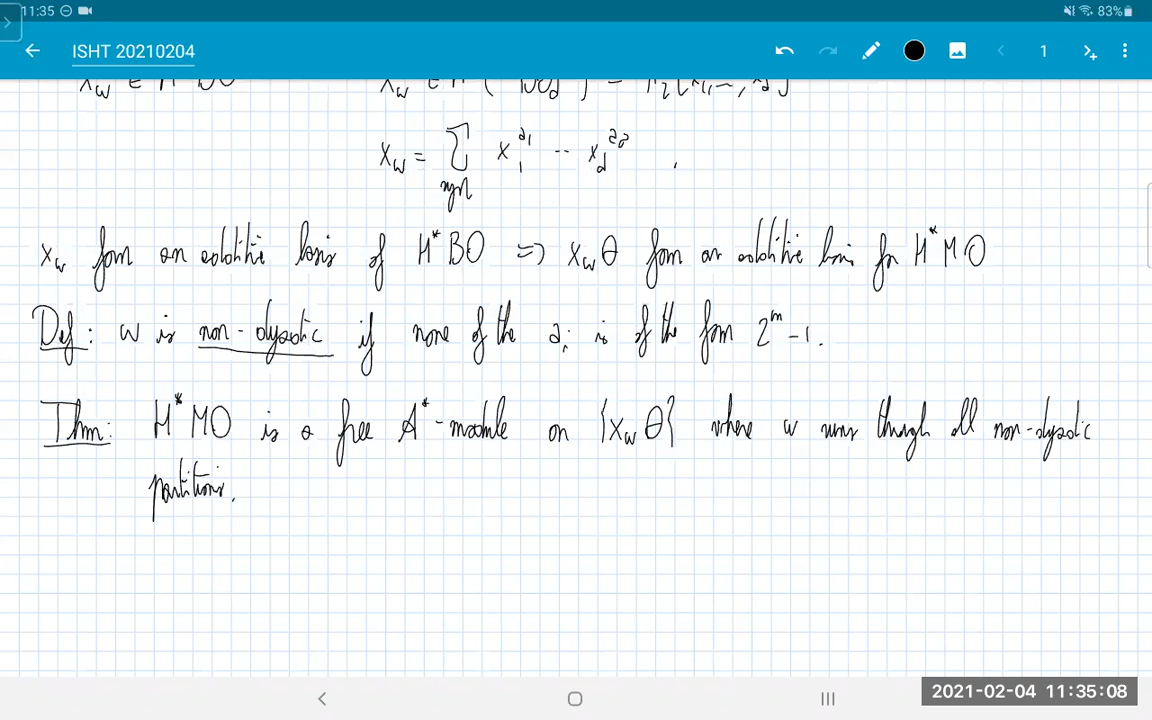 11:35
83%
ISHT 20210204
1
x_w = Σ_sym x_1^{a_1} -- x_d^{a_d} .
x_w form an additive basis of H*BO => x_w θ form an additive basis for H*MO
Def: w is non-dyadic if none of the a_i is of the form 2^m -1.
Thm: H*MO is a free A*-module on {x_w θ} where w runs through all non-dyadic
partitions.
2021-02-04 11:35:08